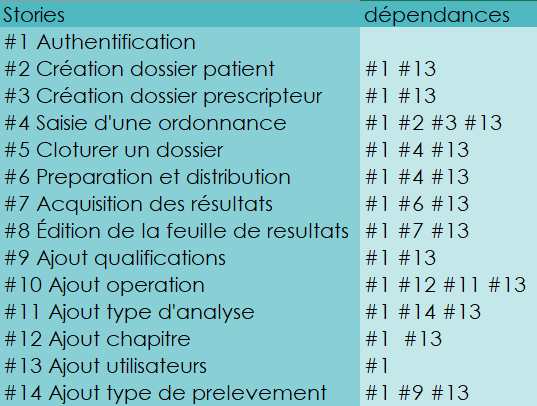 Stories dépendances
#1 Authentification
#2 Création dossier patient #1 #13
#3 Création dossier prescripteur #1 #13
#4 Saisie d'une ordonnance #1 #2 #3 #13
#5 Cloturer un dossier #1 #4 #13
#6 Preparation et distribution #1 #4 #13
#7 Acquisition des résultats #1 #6 #13
#8 Édition de la feuille de resultats #1 #7 #13
#9 Ajout qualifications #1 #13
#10 Ajout operation #1 #12 #11 #13
#11 Ajout type d'analyse #1 #14 #13
#12 Ajout chapitre #1 #13
#13 Ajout utilisateurs #1
#14 Ajout type de prelevement #1 #9 #13